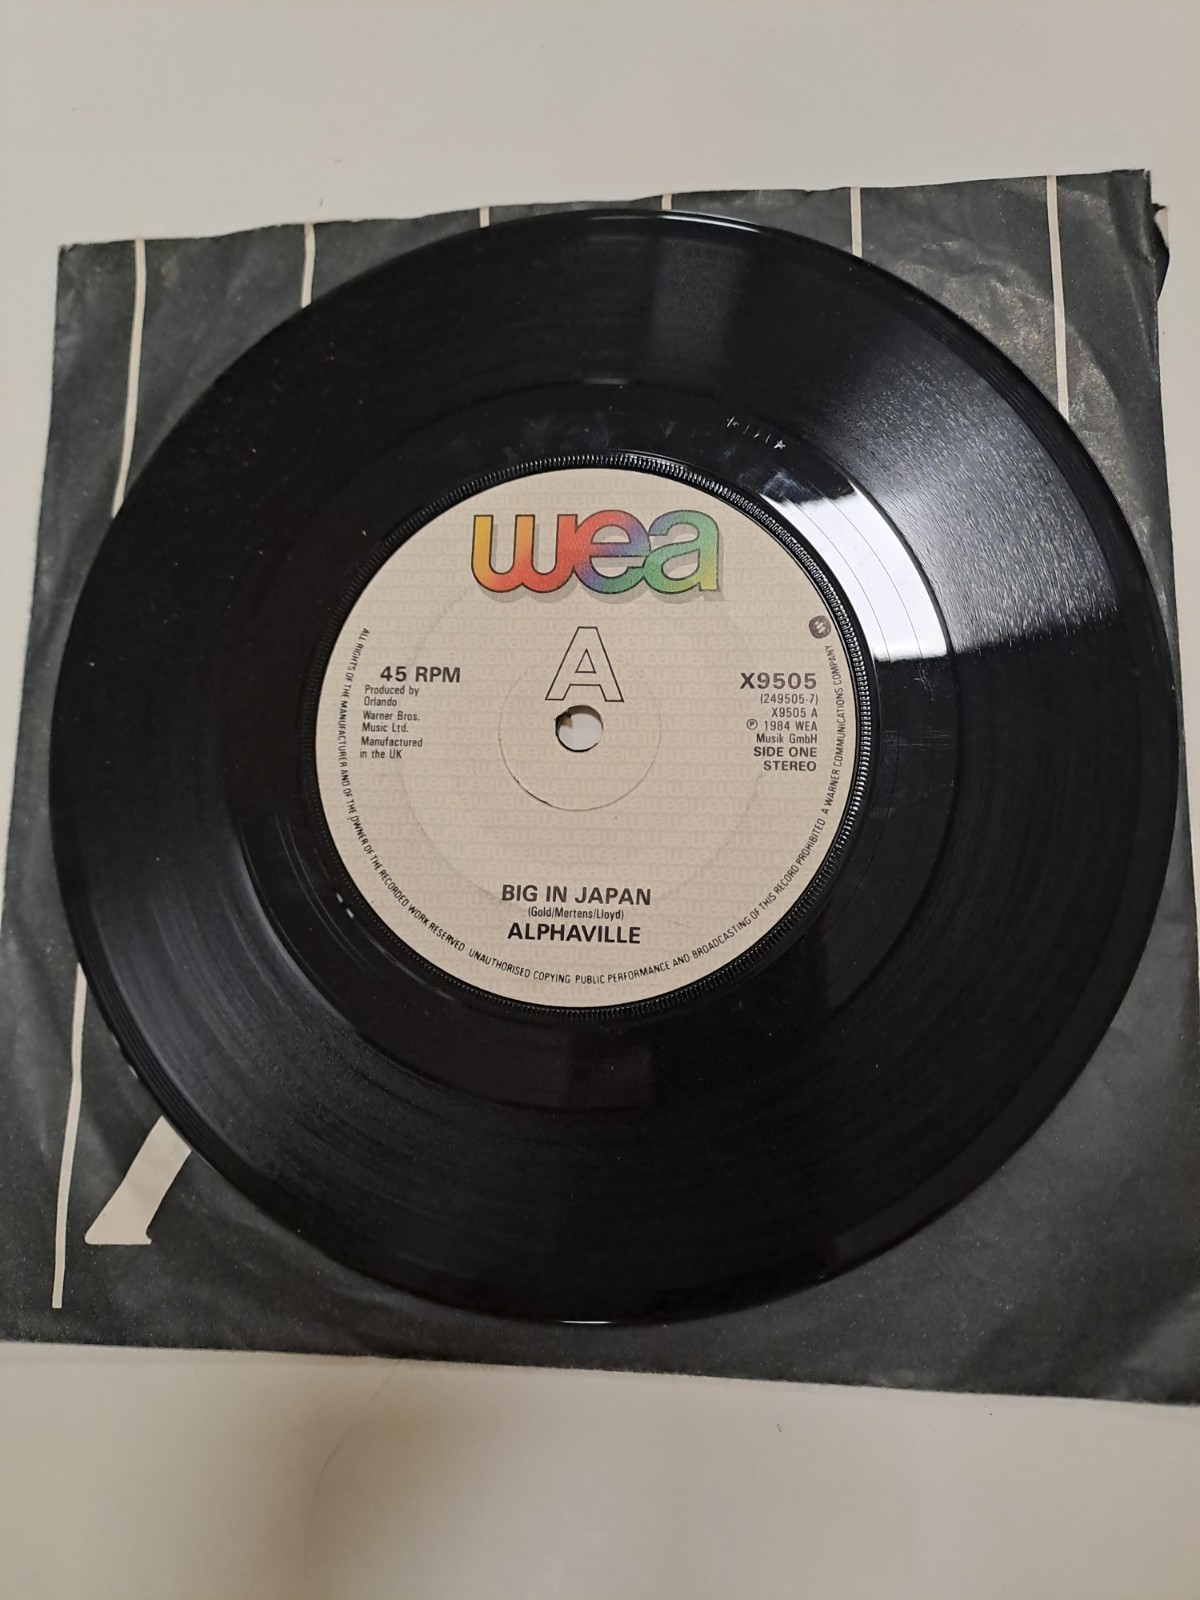 wea
A
45 RPM
Produced by
Orlando
Warner Bros.
Music Ltd.
Manufactured
in the UK
X9505
(249505-7)
X9505 A
Ⓟ 1984 WEA
Musik GmbH
SIDE ONE
STEREO
BIG IN JAPAN
(Gold/Mertens/Lloyd)
ALPHAVILLE
ALL RIGHTS OF THE MANUFACTURER AND OF THE OWNER OF THE RECORDED WORK RESERVED UNAUTHORISED COPYING PUBLIC PERFORMANCE AND BROADCASTING OF THIS RECORD PROHIBITED A WARNER COMMUNICATIONS COMPANY